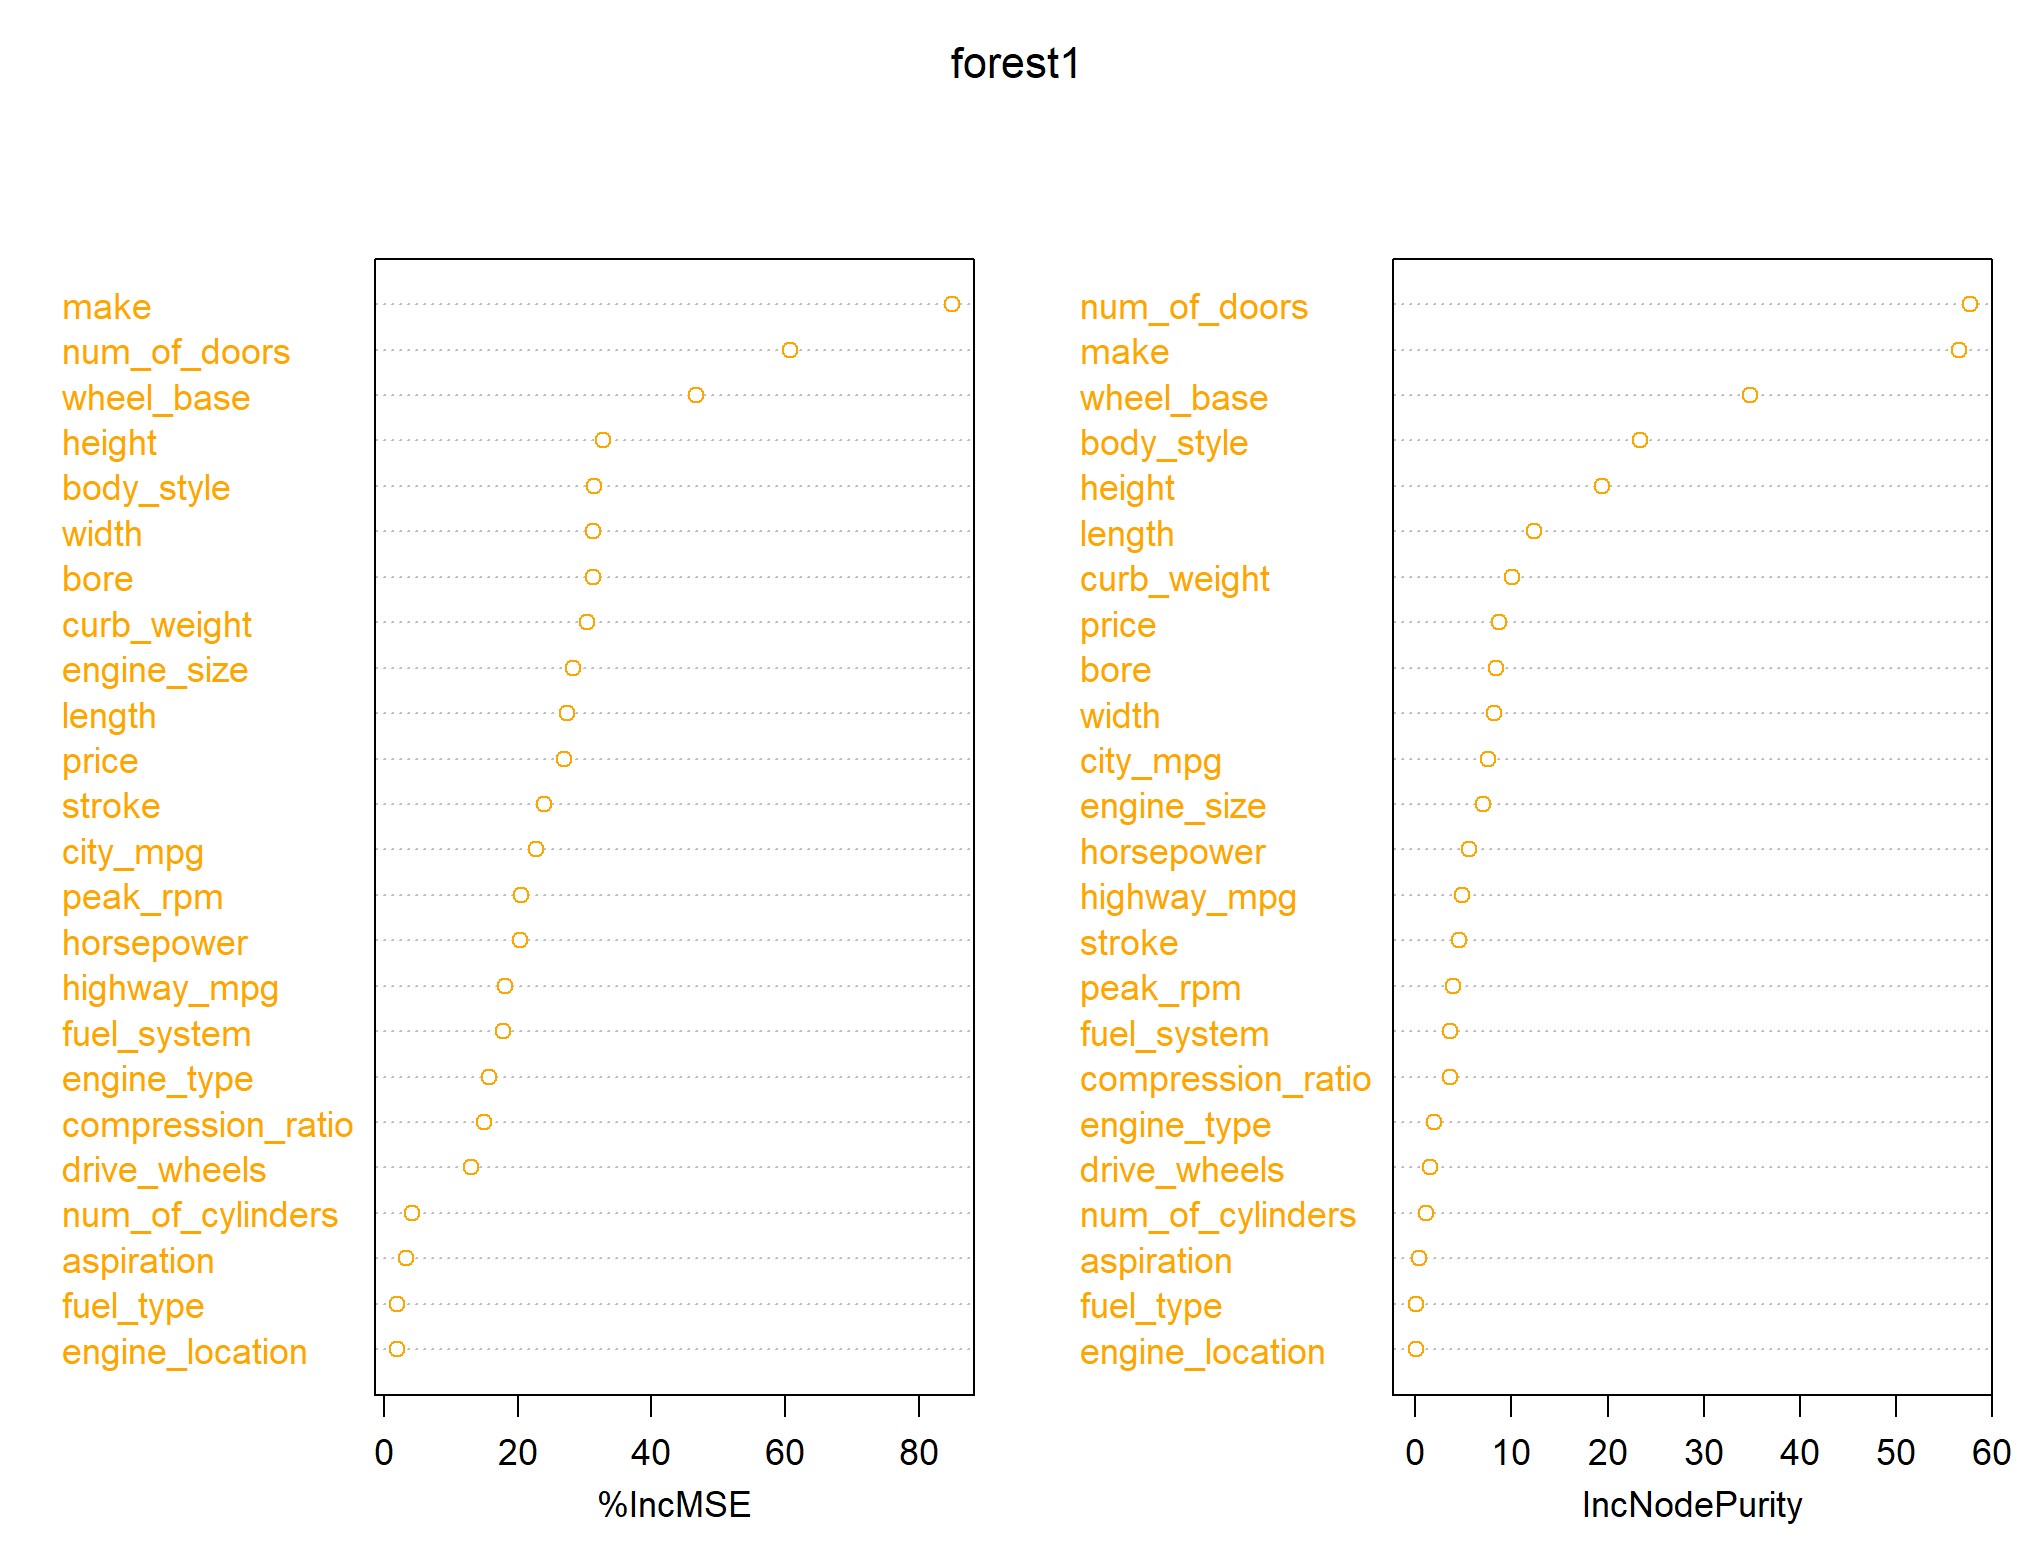 forest1
make
num_of_doors
wheel_base
height
body_style
width
bore
curb_weight
engine_size
length
price
stroke
city_mpg
peak_rpm
horsepower
highway_mpg
fuel_system
engine_type
compression_ratio
drive_wheels
num_of_cylinders
aspiration
fuel_type
engine_location
0 20 40 60 80
%IncMSE
num_of_doors
make
wheel_base
body_style
height
length
curb_weight
price
bore
width
city_mpg
engine_size
horsepower
highway_mpg
stroke
peak_rpm
fuel_system
compression_ratio
engine_type
drive_wheels
num_of_cylinders
aspiration
fuel_type
engine_location
0 10 20 30 40 50 60
IncNodePurity